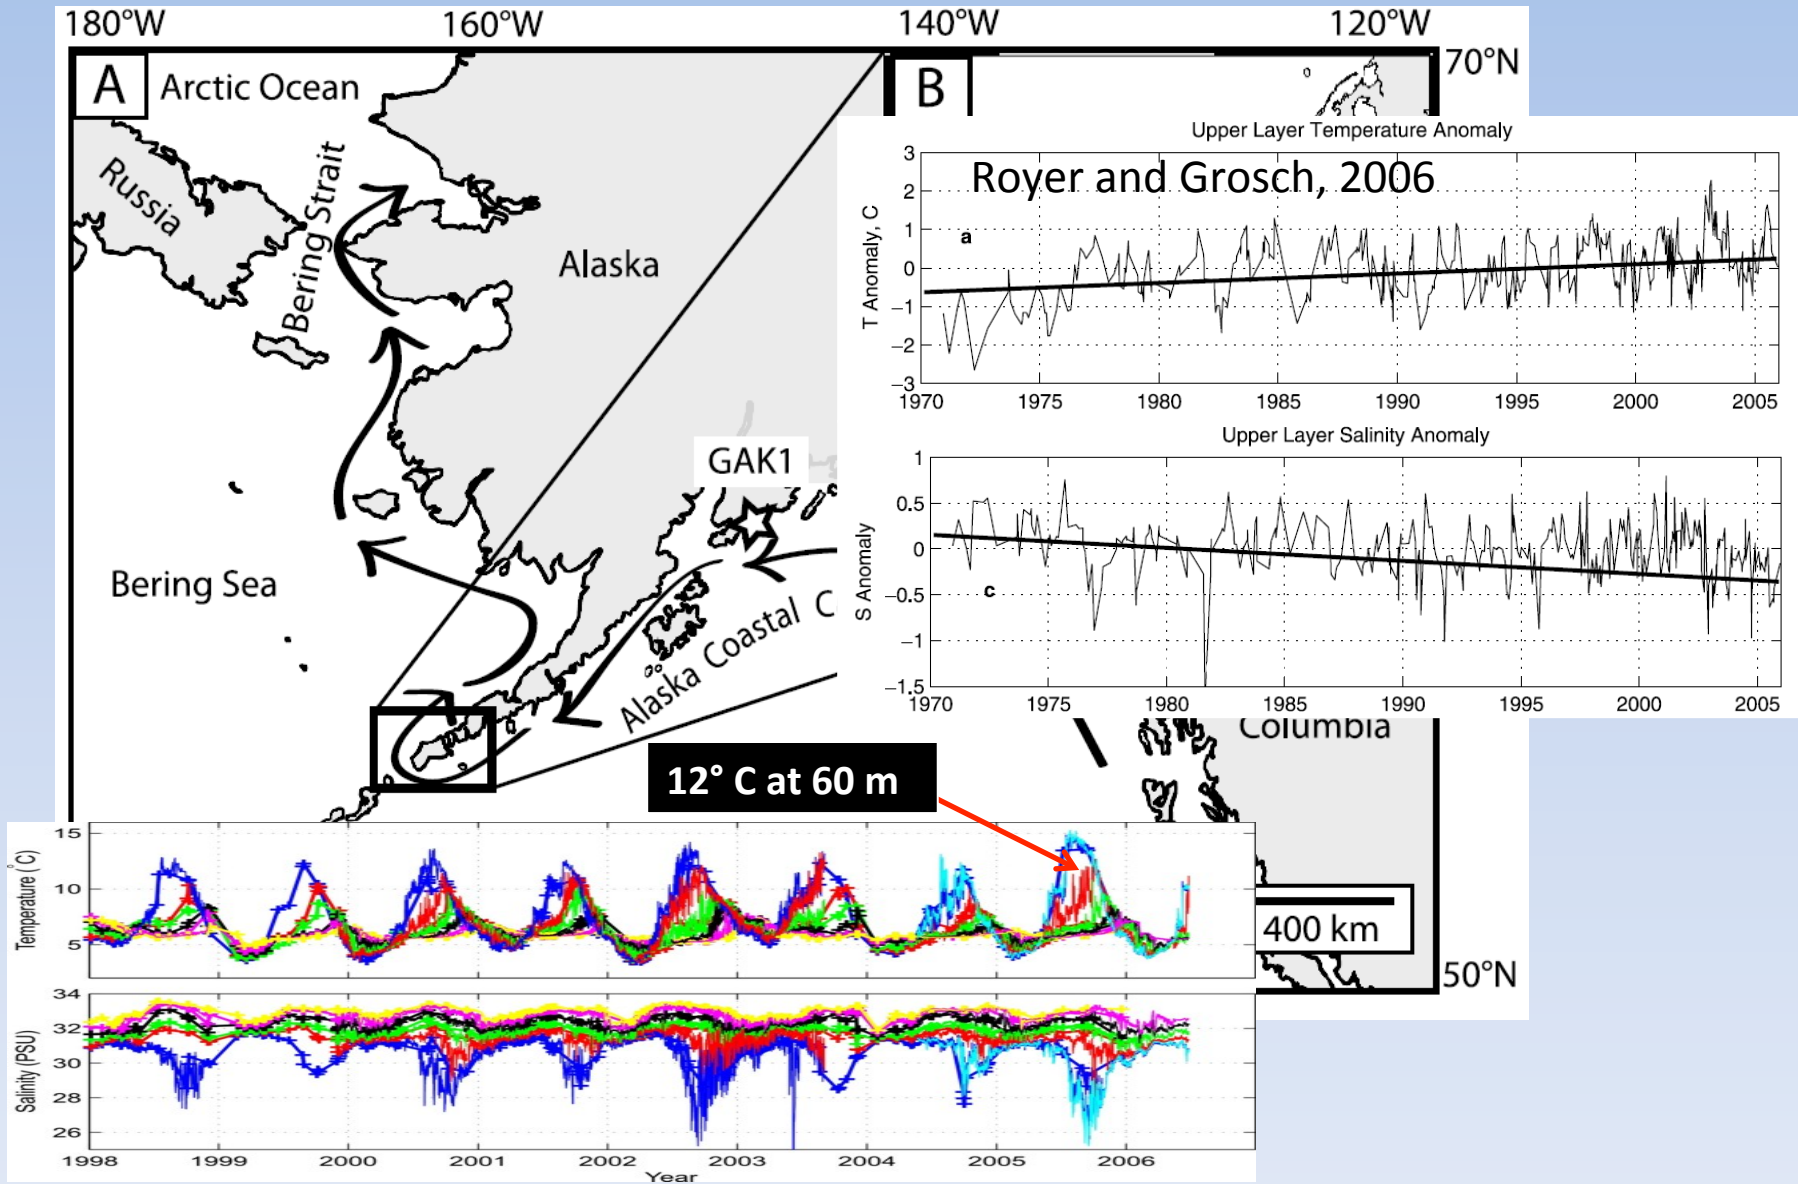 180°W 160°W 140°W 120°W
A
Arctic Ocean
B
70°N
Russia
Bering Strait
Alaska
GAK1
Bering Sea
Alaska Coastal C
Upper Layer Temperature Anomaly
Royer and Grosch, 2006
T Anomaly, C
a
3
2
1
0
−1
−2
−3
1970 1975 1980 1985 1990 1995 2000 2005
Upper Layer Salinity Anomaly
S Anomaly
c
1
0.5
0
−0.5
−1
−1.5
1970 1975 1980 1985 1990 1995 2000 2005
Columbia
12° C at 60 m
400 km
50°N
Temperature (°C)
15
10
5
Salinity (PSU)
34
32
30
28
26
1998 1999 2000 2001 2002 2003 2004 2005 2006
Year